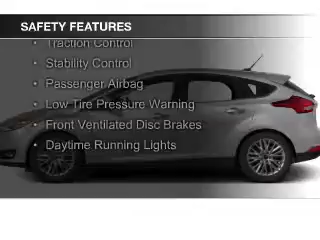 SAFETY FEATURES
• Traction Control
• Stability Control
• Passenger Airbag
• Low Tire Pressure Warning
• Front Ventilated Disc Brakes
• Daytime Running Lights